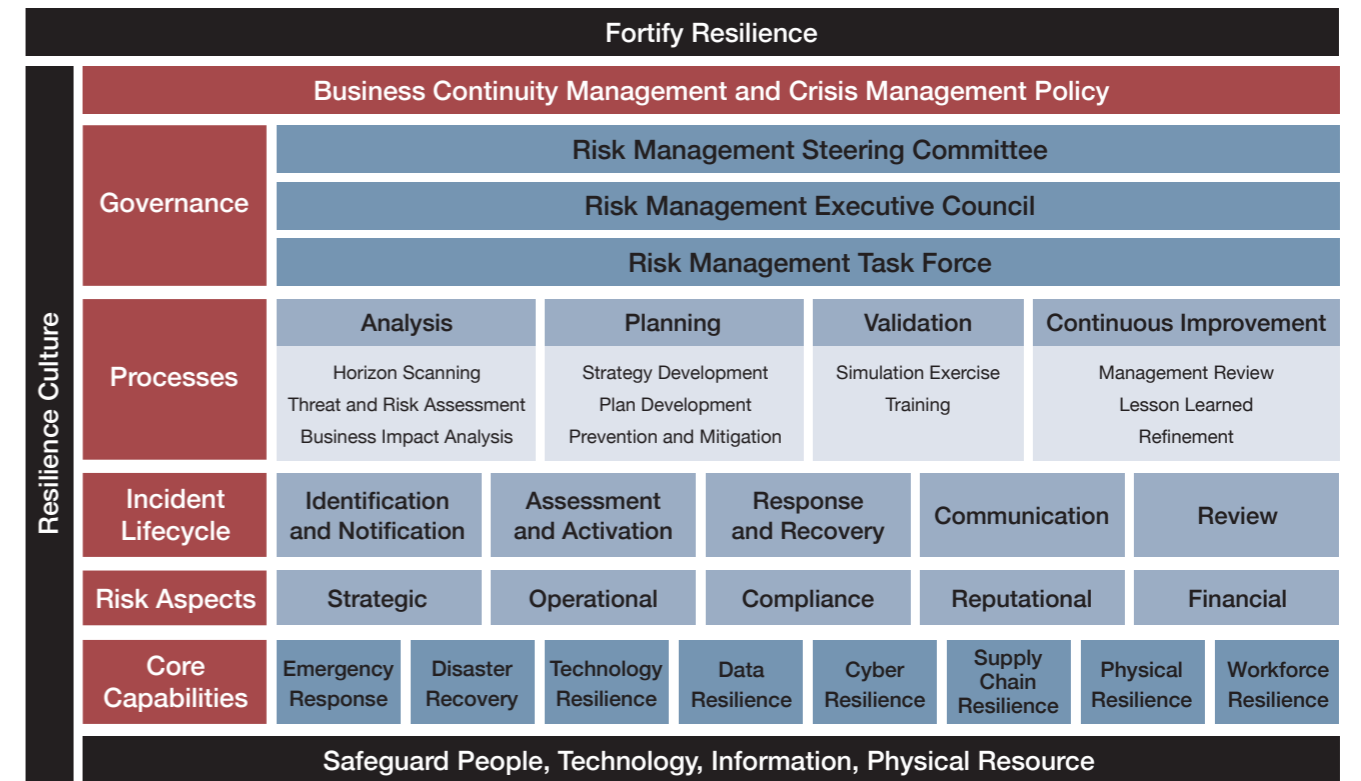 Fortify Resilience
Resilience Culture
Business Continuity Management and Crisis Management Policy
Governance
Risk Management Steering Committee
Risk Management Executive Council
Risk Management Task Force
Processes
Analysis
Horizon Scanning
Threat and Risk Assessment
Business Impact Analysis
Planning
Strategy Development
Plan Development
Prevention and Mitigation
Validation
Simulation Exercise
Training
Continuous Improvement
Management Review
Lesson Learned
Refinement
Incident
Lifecycle
Identification
and Notification
Assessment
and Activation
Response
and Recovery
Communication
Review
Risk Aspects
Strategic
Operational
Compliance
Reputational
Financial
Core
Capabilities
Emergency
Response
Disaster
Recovery
Technology
Resilience
Data
Resilience
Cyber
Resilience
Supply
Chain
Resilience
Physical
Resilience
Workforce
Resilience
Safeguard People, Technology, Information, Physical Resource